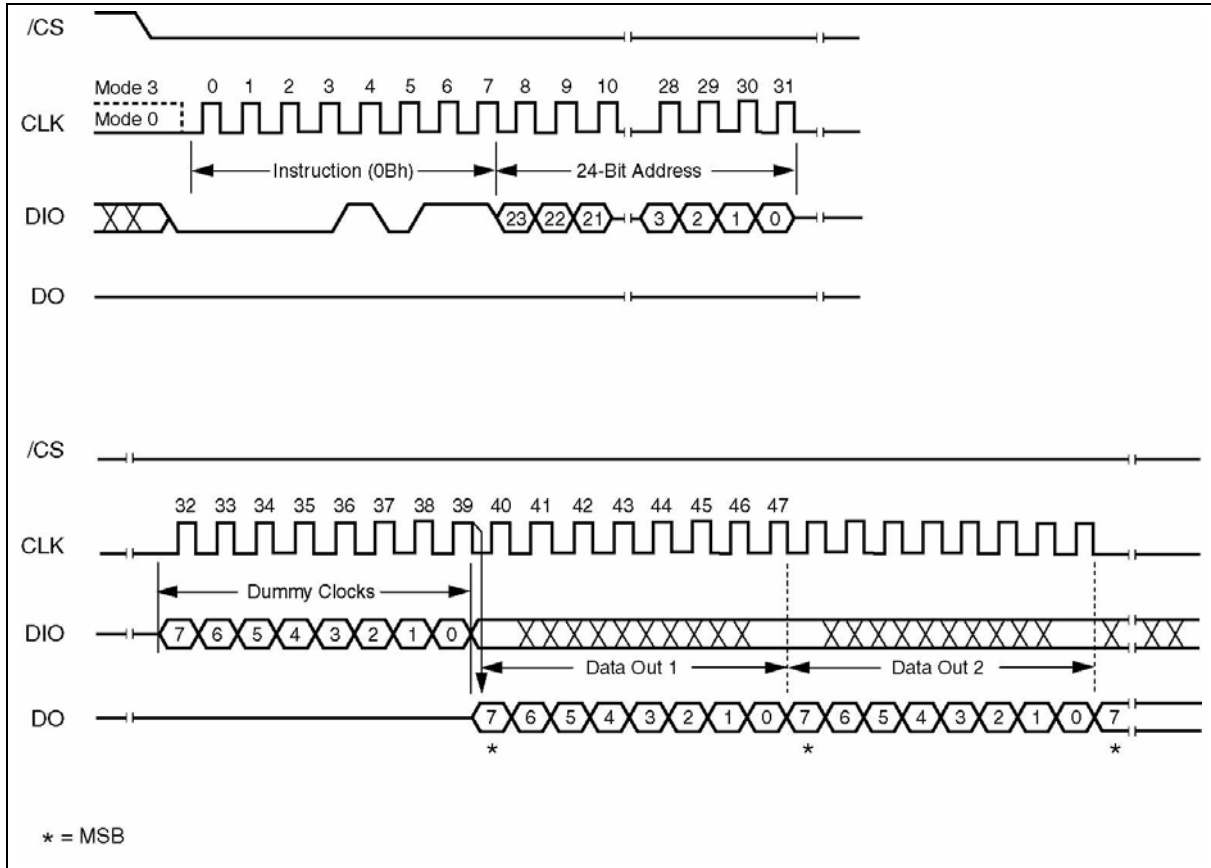 /CS
Mode 3
0 1 2 3 4 5 6 7 8 9 10 28 29 30 31
CLK
Mode 0
Instruction (0Bh) 24-Bit Address
DIO 23 22 21 3 2 1 0
DO
/CS
32 33 34 35 36 37 38 39 40 41 42 43 44 45 46 47
CLK
Dummy Clocks
DIO 7 6 5 4 3 2 1 0
Data Out 1 Data Out 2
DO 7 6 5 4 3 2 1 0 7 6 5 4 3 2 1 0 7
* * *
* = MSB